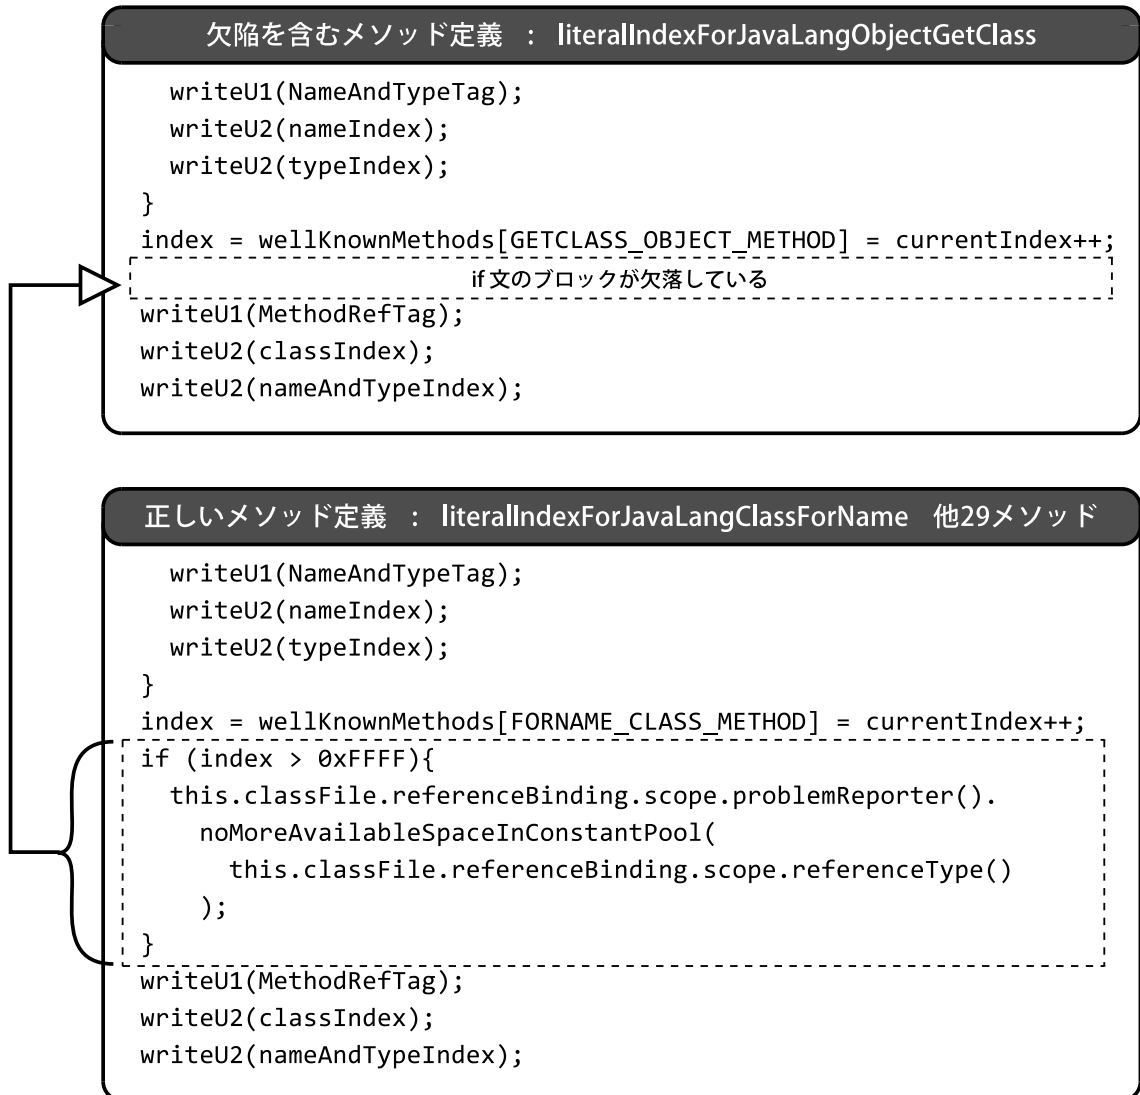 欠陥を含むメソッド定義 : literalIndexForJavaLangObjectGetClass
writeU1(NameAndTypeTag);
writeU2(nameIndex);
writeU2(typeIndex);
}
index = wellKnownMethods[GETCLASS_OBJECT_METHOD] = currentIndex++;
if 文のブロックが欠落している
writeU1(MethodRefTag);
writeU2(classIndex);
writeU2(nameAndTypeIndex);
正しいメソッド定義 : literalIndexForJavaLangClassForName 他29メソッド
writeU1(NameAndTypeTag);
writeU2(nameIndex);
writeU2(typeIndex);
}
index = wellKnownMethods[FORNAME_CLASS_METHOD] = currentIndex++;
if (index > 0xFFFF){
this.classFile.referenceBinding.scope.problemReporter().
noMoreAvailableSpaceInConstantPool(
this.classFile.referenceBinding.scope.referenceType()
);
}
writeU1(MethodRefTag);
writeU2(classIndex);
writeU2(nameAndTypeIndex);